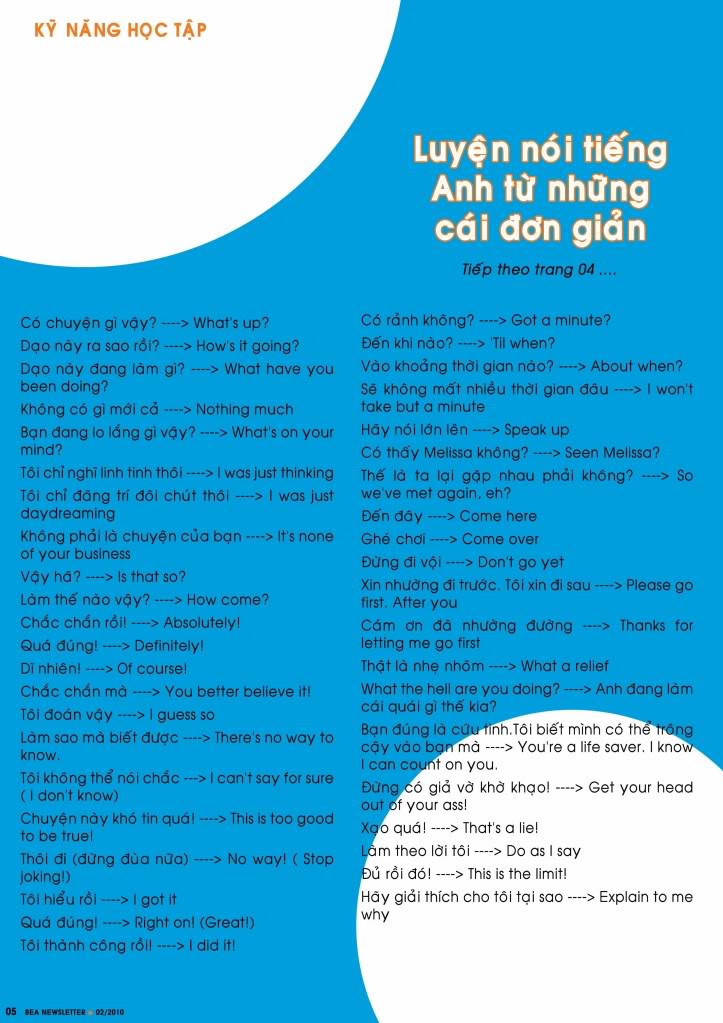 KỸ NĂNG HỌC TẬP
Luyện nói tiếng
Anh từ những
cái đơn giản
Tiếp theo trang 04 ....
Có chuyện gì vậy? ----> What's up?
Dạo này ra sao rồi? ----> How's it going?
Dạo này đang làm gì? ----> What have you
been doing?
Không có gì mới cả ----> Nothing much
Bạn đang lo lắng gì vậy? ----> What's on your
mind?
Tôi chỉ nghĩ linh tinh thôi ----> I was just thinking
Tôi chỉ đãng trí đôi chút thôi ----> I was just
daydreaming
Không phải là chuyện của bạn ----> It's none
of your business
Vậy hã? ----> Is that so?
Làm thế nào vậy? ----> How come?
Chắc chắn rồi! ----> Absolutely!
Quá đúng! ----> Definitely!
Dĩ nhiên! ----> Of course!
Chắc chắn mà ----> You better believe it!
Tôi đoán vậy ----> I guess so
Làm sao mà biết được ----> There's no way to
know.
Tôi không thể nói chắc ---> I can't say for sure
( I don't know)
Chuyện này khó tin quá! ----> This is too good
to be true!
Thôi đi (đừng đùa nữa) ----> No way! ( Stop
joking!)
Tôi hiểu rồi ----> I got it
Quá đúng! ----> Right on! (Great!)
Tôi thành công rồi! ----> I did it!
Có rảnh không? ----> Got a minute?
Đến khi nào? ----> 'Til when?
Vào khoảng thời gian nào? ----> About when?
Sẽ không mất nhiều thời gian đâu ----> I won't
take but a minute
Hãy nói lớn lên ----> Speak up
Có thấy Melissa không? ----> Seen Melissa?
Thế là ta lại gặp nhau phải không? ----> So
we've met again, eh?
Đến đây ----> Come here
Ghé chơi ----> Come over
Đừng đi vội ----> Don't go yet
Xin nhường đi trước. Tôi xin đi sau ----> Please go
first. After you
Cám ơn đã nhường đường ----> Thanks for
letting me go first
Thật là nhẹ nhõm ----> What a relief
What the hell are you doing? ----> Anh đang làm
cái quái gì thế kia?
Bạn đúng là cứu tinh.Tôi biết mình có thể trông
cậy vào bạn mà ----> You're a life saver. I know
I can count on you.
Đừng có giả vờ khờ khạo! ----> Get your head
out of your ass!
Xạo quá! ----> That's a lie!
Làm theo lời tôi ----> Do as I say
Đủ rồi đó! ----> This is the limit!
Hãy giải thích cho tôi tại sao ----> Explain to me
why
05 BEA NEWSLETTER 02/2010